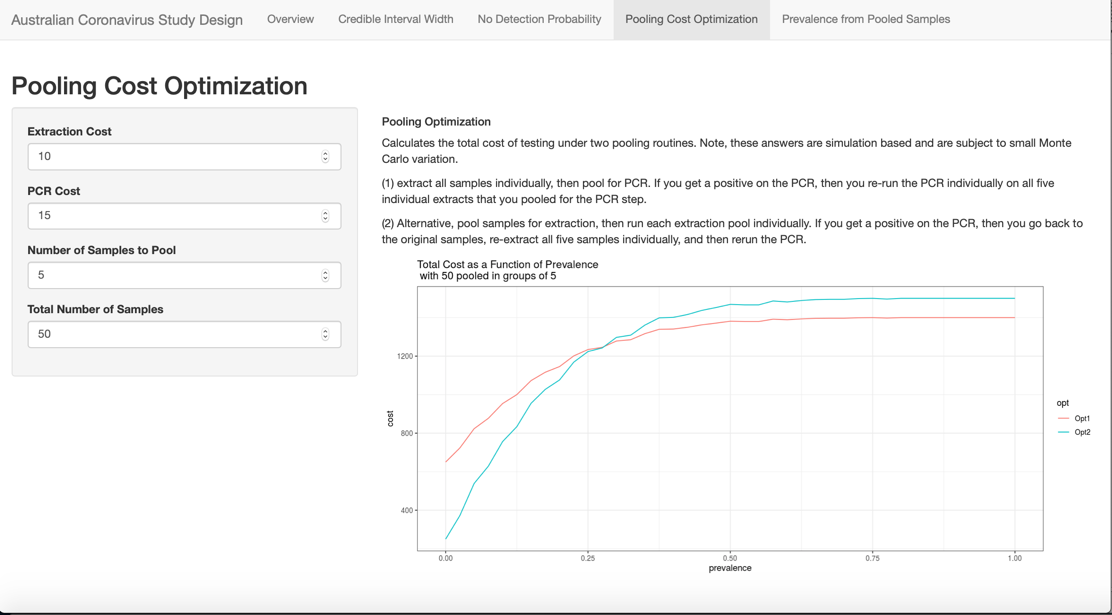 Australian Coronavirus Study Design
Overview
Credible Interval Width
No Detection Probability
Pooling Cost Optimization
Prevalence from Pooled Samples
Pooling Cost Optimization
Extraction Cost
10
PCR Cost
15
Number of Samples to Pool
5
Total Number of Samples
50
Pooling Optimization
Calculates the total cost of testing under two pooling routines. Note, these answers are simulation based and are subject to small Monte
Carlo variation.
(1) extract all samples individually, then pool for PCR. If you get a positive on the PCR, then you re-run the PCR individually on all five
individual extracts that you pooled for the PCR step.
(2) Alternative, pool samples for extraction, then run each extraction pool individually. If you get a positive on the PCR, then you go back to
the original samples, re-extract all five samples individually, and then rerun the PCR.
Total Cost as a Function of Prevalence
with 50 pooled in groups of 5
1200
800
400
cost
0.00
0.25
0.50
0.75
1.00
prevalence
opt
Opt1
Opt2